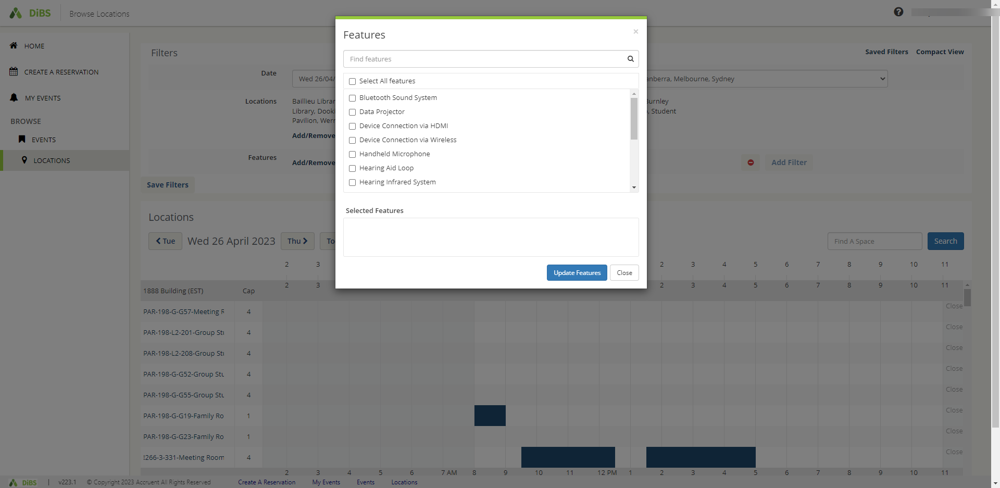 DiBS
Browse Locations
HOME
CREATE A RESERVATION
MY EVENTS
BROWSE
EVENTS
LOCATIONS
Filters
Saved Filters Compact View
Date
Wed 26/04/
anberra, Melbourne, Sydney
Locations
Baillieu Librar
Burnley
Library, Dooki
, Student
Pavilion, Werr
Add/Remove
Features
Add/Remove
Add Filter
Save Filters
Features
×
Find features
Select All features
Bluetooth Sound System
Data Projector
Device Connection via HDMI
Device Connection via Wireless
Handheld Microphone
Hearing Aid Loop
Hearing Infrared System
Selected Features
Update Features Close
Locations
Tue Wed 26 April 2023 Thu To
Find A Space Search
2 3 2 3 4 5 6 7 8 9 10 11
2 3 2 3 4 5 6 7 8 9 10 11
1888 Building (EST) Cap
PAR-198-G-G57-Meeting R 4 Close
PAR-198-L2-201-Group Stu 4 Close
PAR-198-L2-208-Group Stu 4 Close
PAR-198-G-G52-Group Stu 4 Close
PAR-198-G-G55-Group Stu 4 Close
PAR-198-G-G19-Family Ro 1 Close
PAR-198-G-G23-Family Ro 1 Close
!266-3-331-Meeting Room 4 Close
2 3 4 5 6 7 AM 8 9 10 11 12 PM 1 2 3 4 5 6 7 8 9 10 11
DiBS | v223.1 © Copyright 2023 Accruent All Rights Reserved Create A Reservation My Events Events Locations